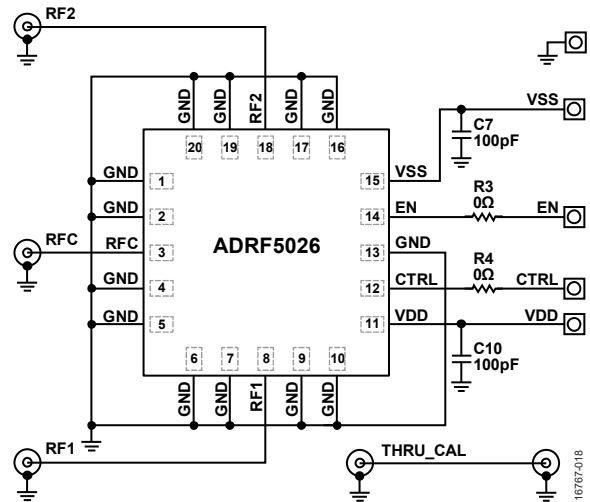 RF2
GND
GND
RF2
GND
GND
20
19
18
17
16
VSS
C7
100pF
GND
1
15
VSS
R3
0Ω
GND
2
14
EN
EN
RFC
RFC
3
ADRF5026
13
GND
R4
0Ω
GND
4
12
CTRL
CTRL
GND
5
11
VDD
VDD
C10
100pF
6
7
8
9
10
GND
GND
RF1
GND
GND
RF1
THRU_CAL
16767-018